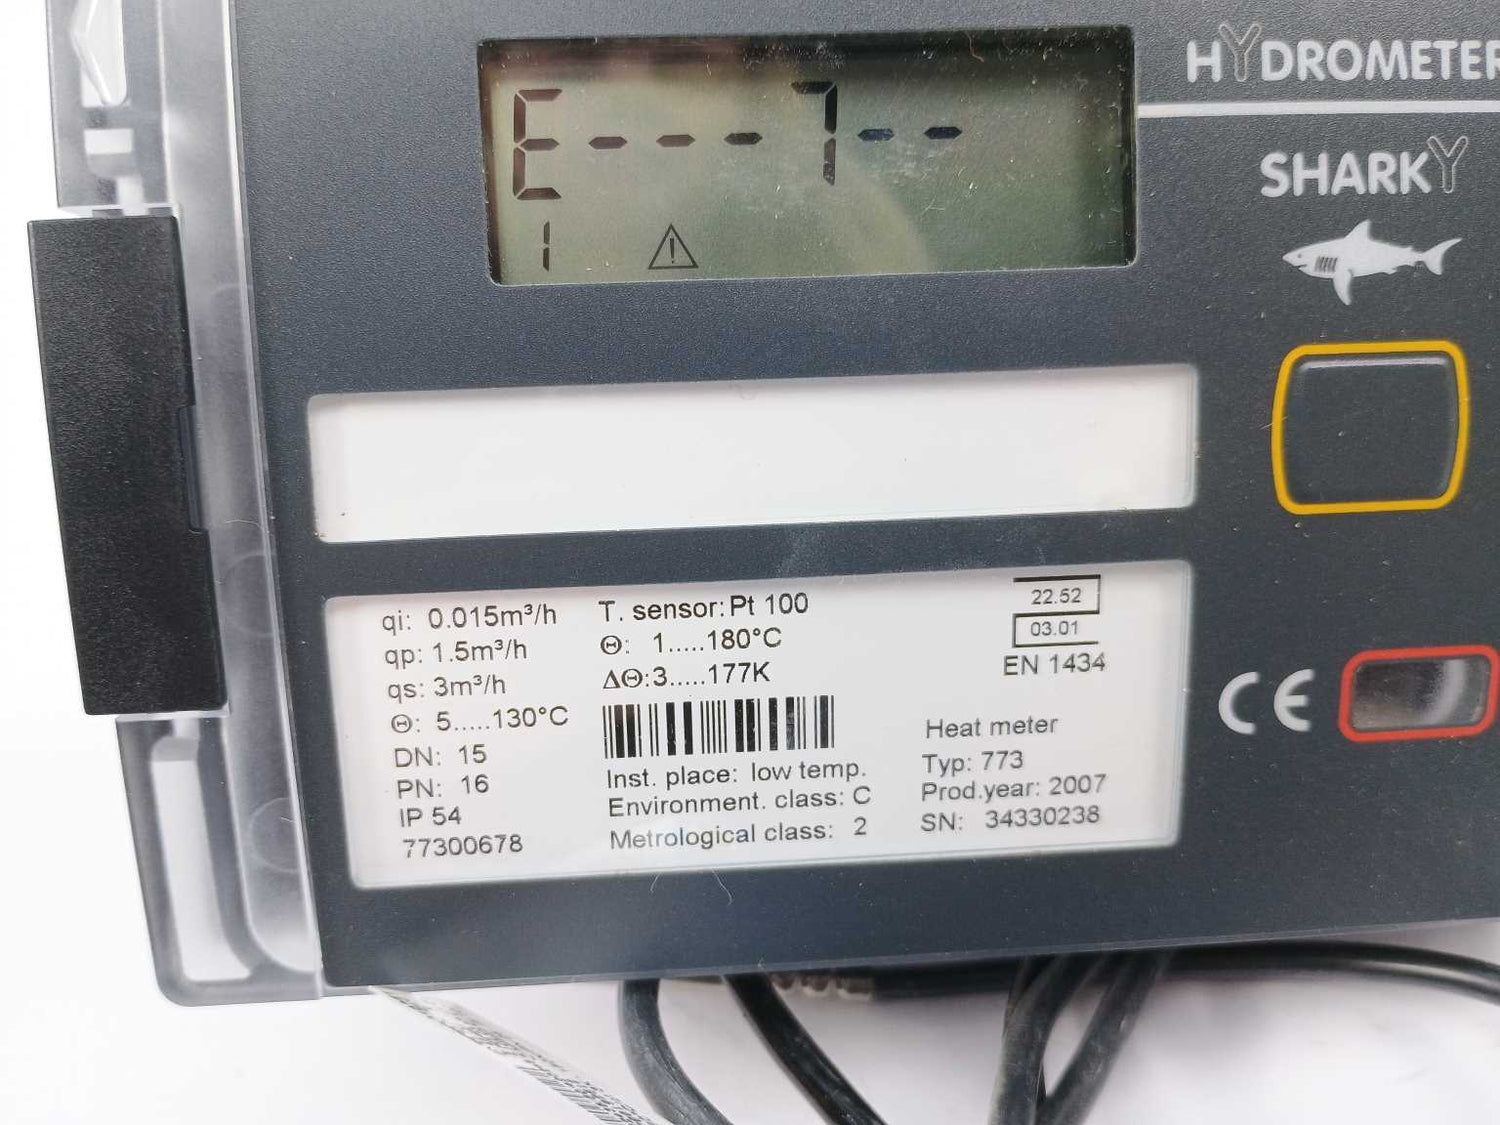 HYDROMETER
E---7--
1
SHARKY
qi: 0.015m³/h
qp: 1.5m³/h
qs: 3m³/h
Θ: 5.....130°C
DN: 15
PN: 16
IP 54
77300678
T. sensor: Pt 100
Θ: 1.....180°C
ΔΘ:3.....177K
Inst. place: low temp.
Environment. class: C
Metrological class: 2
22.52
03.01
EN 1434
Heat meter
Typ: 773
Prod.year: 2007
SN: 34330238
CE